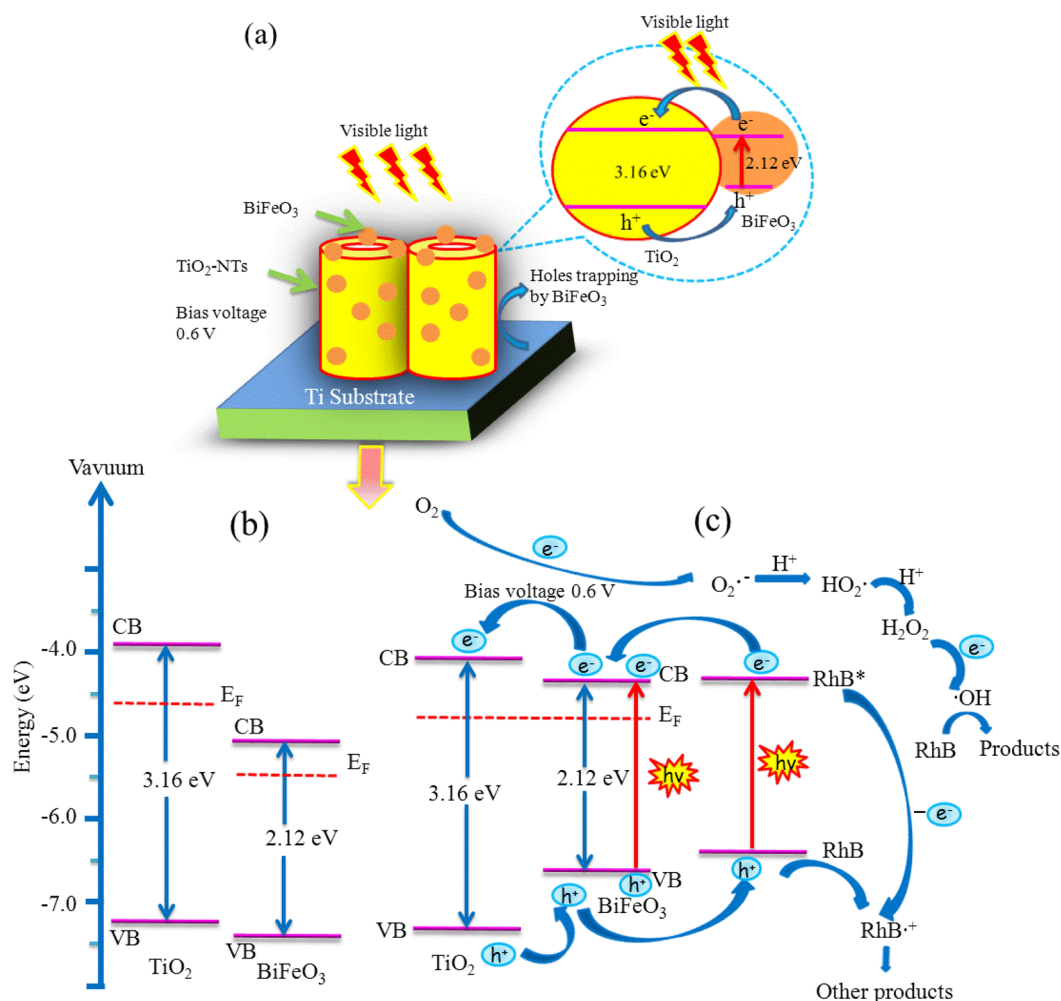 (a)
Visible light
Visible light
e⁻
e⁻
3.16 eV
2.12 eV
h⁺
h⁺
BiFeO₃
TiO₂
BiFeO₃
TiO₂-NTs
Bias voltage
0.6 V
Holes trapping
by BiFeO₃
Ti Substrate
Vavuum
Energy (eV)
-4.0
-5.0
-6.0
-7.0
(b)
CB
E_F
3.16 eV
VB
TiO₂
CB
E_F
2.12 eV
VB
BiFeO₃
(c)
O₂
e⁻
O₂·⁻
H⁺
HO₂·
H⁺
H₂O₂
e⁻
·OH
RhB
Products
Bias voltage 0.6 V
e⁻
e⁻
e⁻
e⁻
CB
CB
RhB*
E_F
3.16 eV
2.12 eV
hν
hν
– e⁻
VB
h⁺
VB
h⁺
h⁺
h⁺
BiFeO₃
TiO₂
RhB
RhB·⁺
Other products